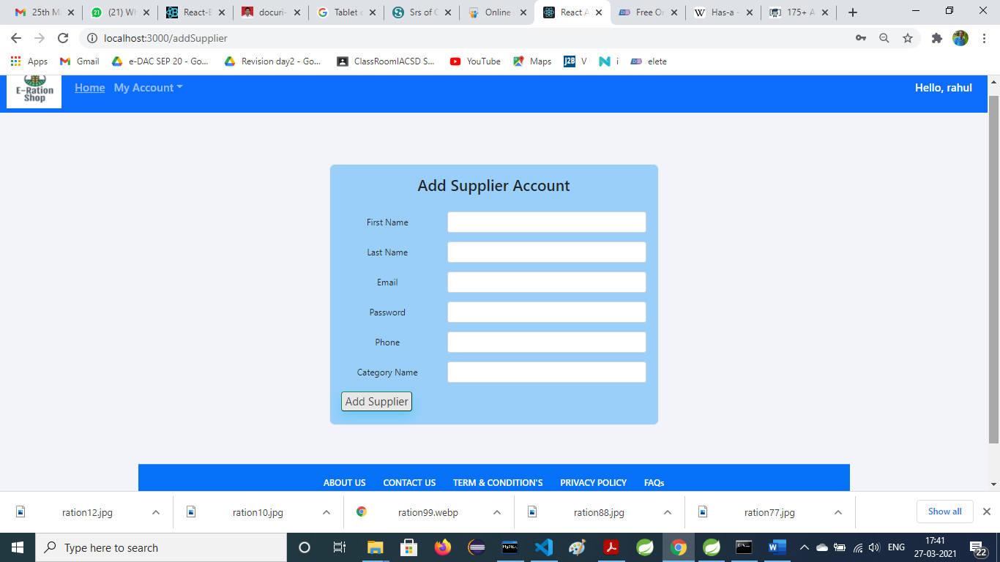 25th M
(21) Wh
React-E
docuri-
Tablet c
Srs of C
Online
React A
Free On
Has-a -
175+ A
localhost:3000/addSupplier
Apps
Gmail
e-DAC SEP 20 - Go...
Revision day2 - Go...
ClassRoomIACSD S...
YouTube
Maps
J2B
V
i
elete
E-Ration
Shop
Home
My Account
Hello, rahul
Add Supplier Account
First Name
Last Name
Email
Password
Phone
Category Name
Add Supplier
ABOUT US
CONTACT US
TERM & CONDITION'S
PRIVACY POLICY
FAQs
ration12.jpg
ration10.jpg
ration99.webp
ration88.jpg
ration77.jpg
Show all
Type here to search
MySQL
ENG
17:41
27-03-2021
22